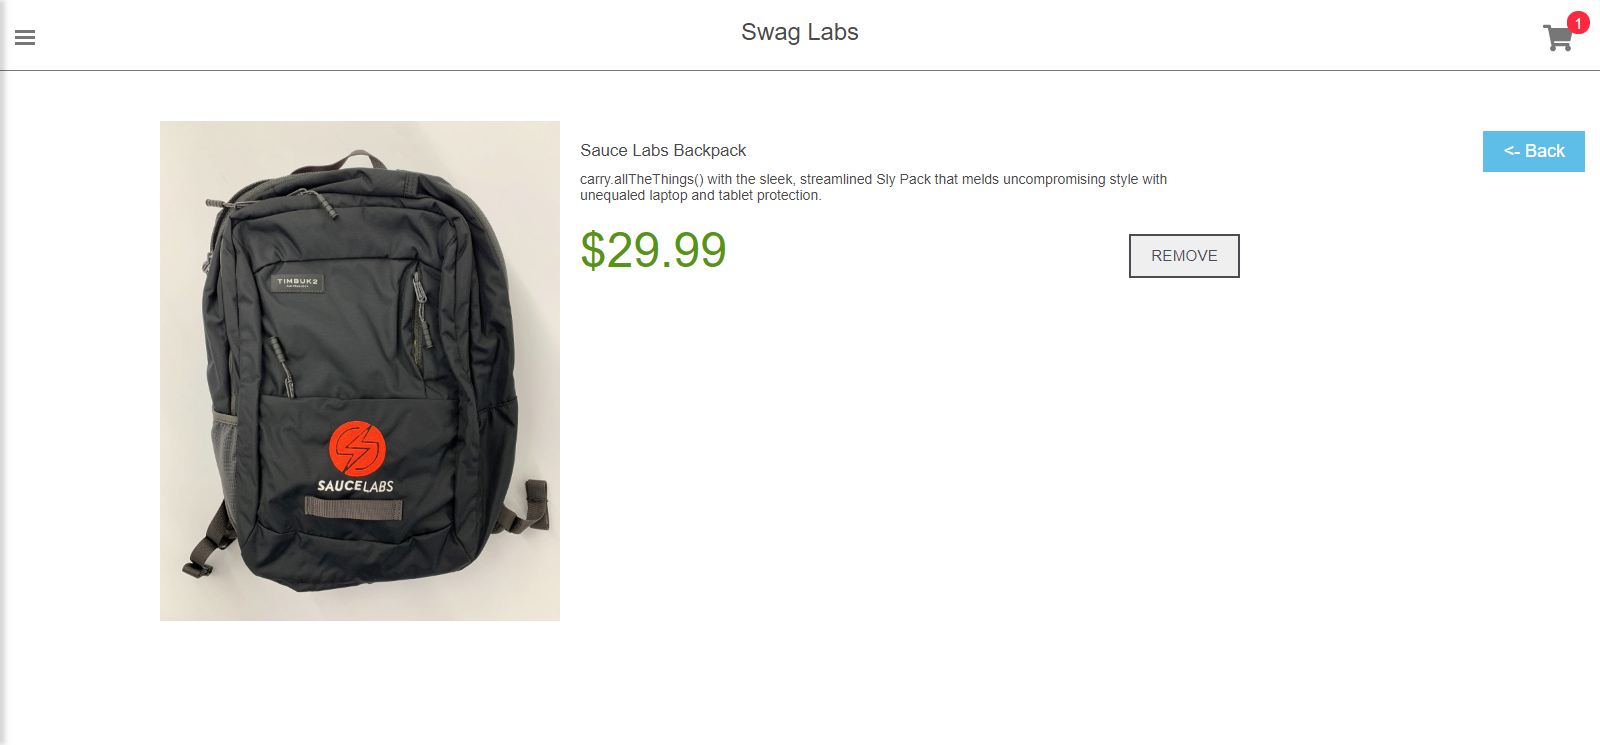 Swag Labs
1
Sauce Labs Backpack
<- Back
carry.allTheThings() with the sleek, streamlined Sly Pack that melds uncompromising style with
unequaled laptop and tablet protection.
$29.99
REMOVE
TIMBUK2
SAUCELABS